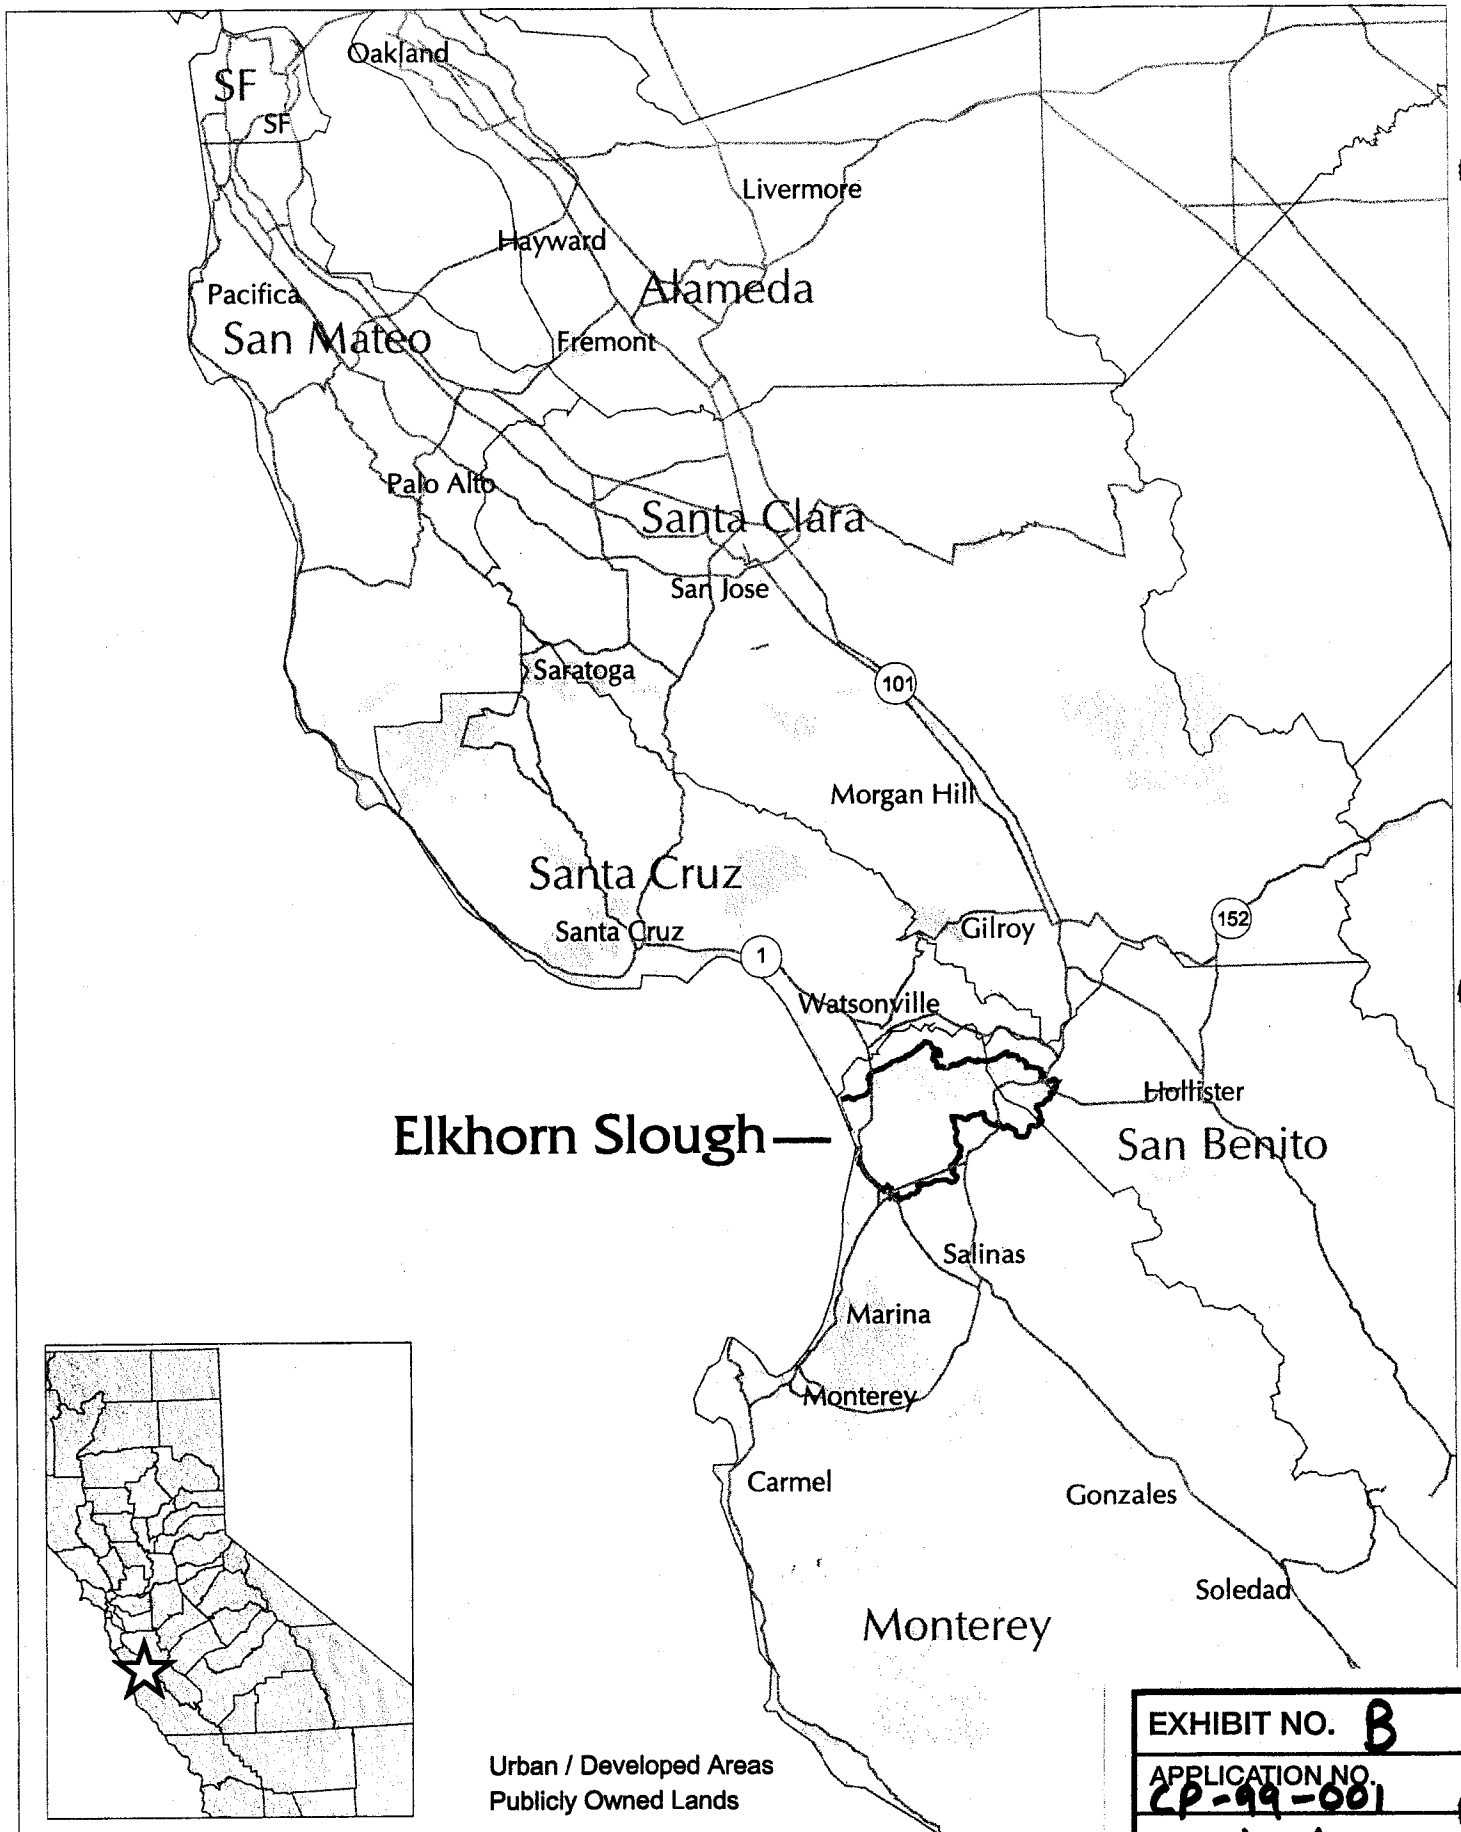 Oakland
SF
SF
Livermore
Hayward
Alameda
Pacifica
San Mateo
Fremont
Palo Alto
Santa Clara
San Jose
Saratoga
101
Morgan Hill
Santa Cruz
152
Gilroy
Santa Cruz
1
Watsonville
Hollister
Elkhorn Slough
San Benito
Salinas
Marina
Monterey
Carmel
Gonzales
Soledad
Monterey
EXHIBIT NO. B
Urban / Developed Areas
APPLICATION NO.
Publicly Owned Lands
CP-99-001